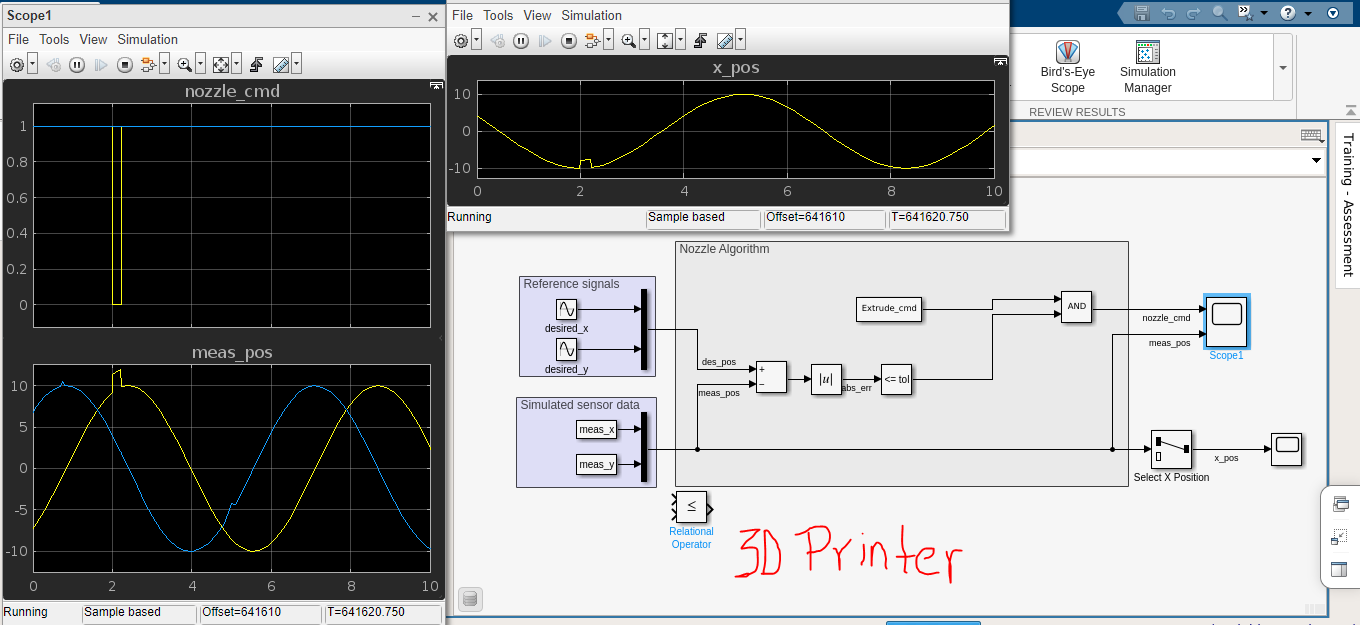 Scope1
File Tools View Simulation
nozzle_cmd
1
0.8
0.6
0.4
0.2
0
meas_pos
10
5
0
-5
-10
0 2 4 6 8 10
Running Sample based Offset=641610 T=641620.750
File Tools View Simulation
x_pos
10
0
-10
0 2 4 6 8 10
Running Sample based Offset=641610 T=641620.750
Bird's-Eye
Scope
Simulation
Manager
REVIEW RESULTS
Training - Assessment
Nozzle Algorithm
Reference signals
desired_x
desired_y
Simulated sensor data
meas_x
meas_y
des_pos
meas_pos
+
−
|u|
abs_err
<= tol
Extrude_cmd
AND
nozzle_cmd
meas_pos
Scope1
Select X Position
x_pos
≤
Relational
Operator
3D Printer